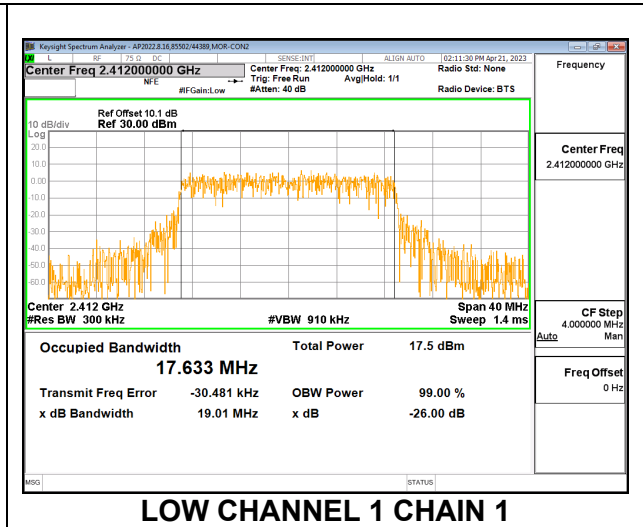 Keysight Spectrum Analyzer - AP2022.8.16,85502/44389,MOR-CON2
L RF 75 Ω DC SENSE:INT ALIGN AUTO 02:11:30 PM Apr 21, 2023
Center Freq 2.412000000 GHz
NFE
#IFGain:Low
Center Freq: 2.412000000 GHz
Trig: Free Run Avg|Hold: 1/1
#Atten: 40 dB
Radio Std: None
Radio Device: BTS
Frequency
Ref Offset 10.1 dB
10 dB/div Ref 30.00 dBm
Log
20.0
10.0
0.00
-10.0
-20.0
-30.0
-40.0
-50.0
-60.0
Center Freq
2.412000000 GHz
Center 2.412 GHz Span 40 MHz
#Res BW 300 kHz #VBW 910 kHz Sweep 1.4 ms
CF Step
4.000000 MHz
Auto Man
Occupied Bandwidth Total Power 17.5 dBm
17.633 MHz
Transmit Freq Error -30.481 kHz OBW Power 99.00 %
x dB Bandwidth 19.01 MHz x dB -26.00 dB
Freq Offset
0 Hz
MSG STATUS
LOW CHANNEL 1 CHAIN 1